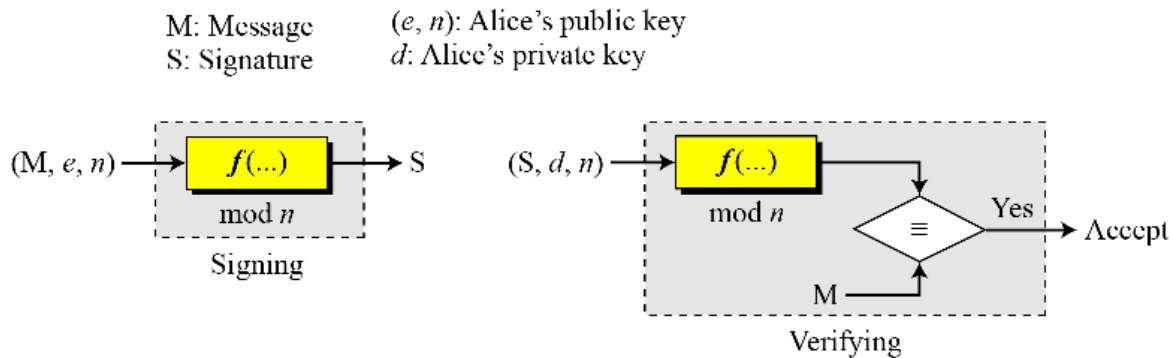 M: Message (e, n): Alice's public key
S: Signature d: Alice's private key
(M, e, n) f(...) S (S, d, n) f(...)
mod n mod n Yes
≡ Accept
Signing M
Verifying